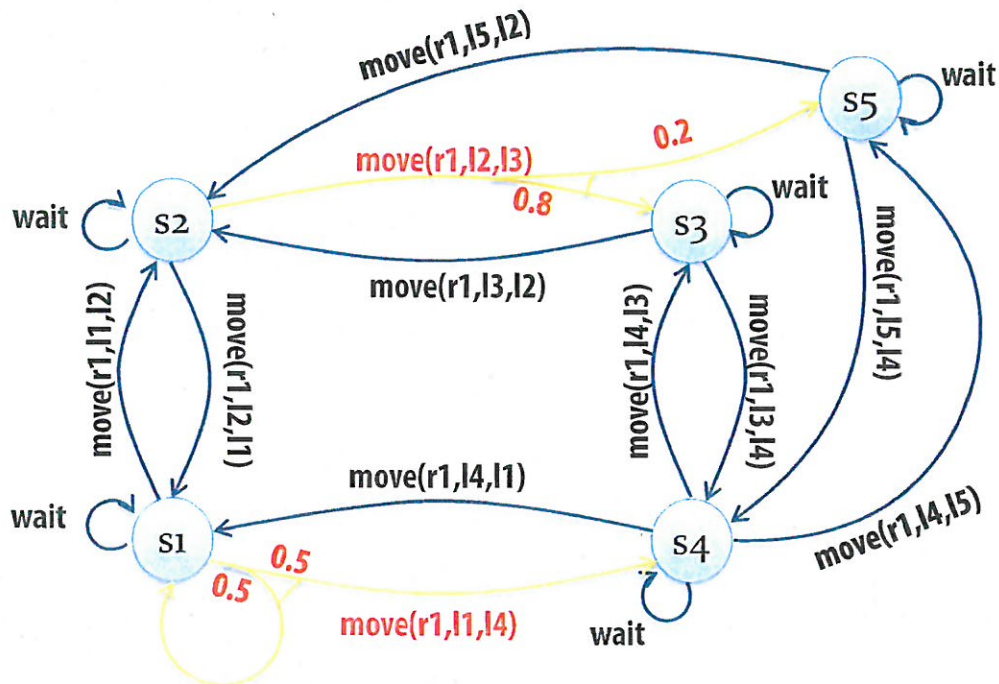 move(r1,l5,l2)
wait
s5
0.2
move(r1,l2,l3)
0.8
wait
wait
s2
s3
move(r1,l3,l2)
move(r1,l1,l2)
move(r1,l2,l1)
move(r1,l4,l3)
move(r1,l3,l4)
move(r1,l5,l4)
move(r1,l4,l1)
move(r1,l4,l5)
wait
s1
0.5
0.5
s4
move(r1,l1,l4)
wait